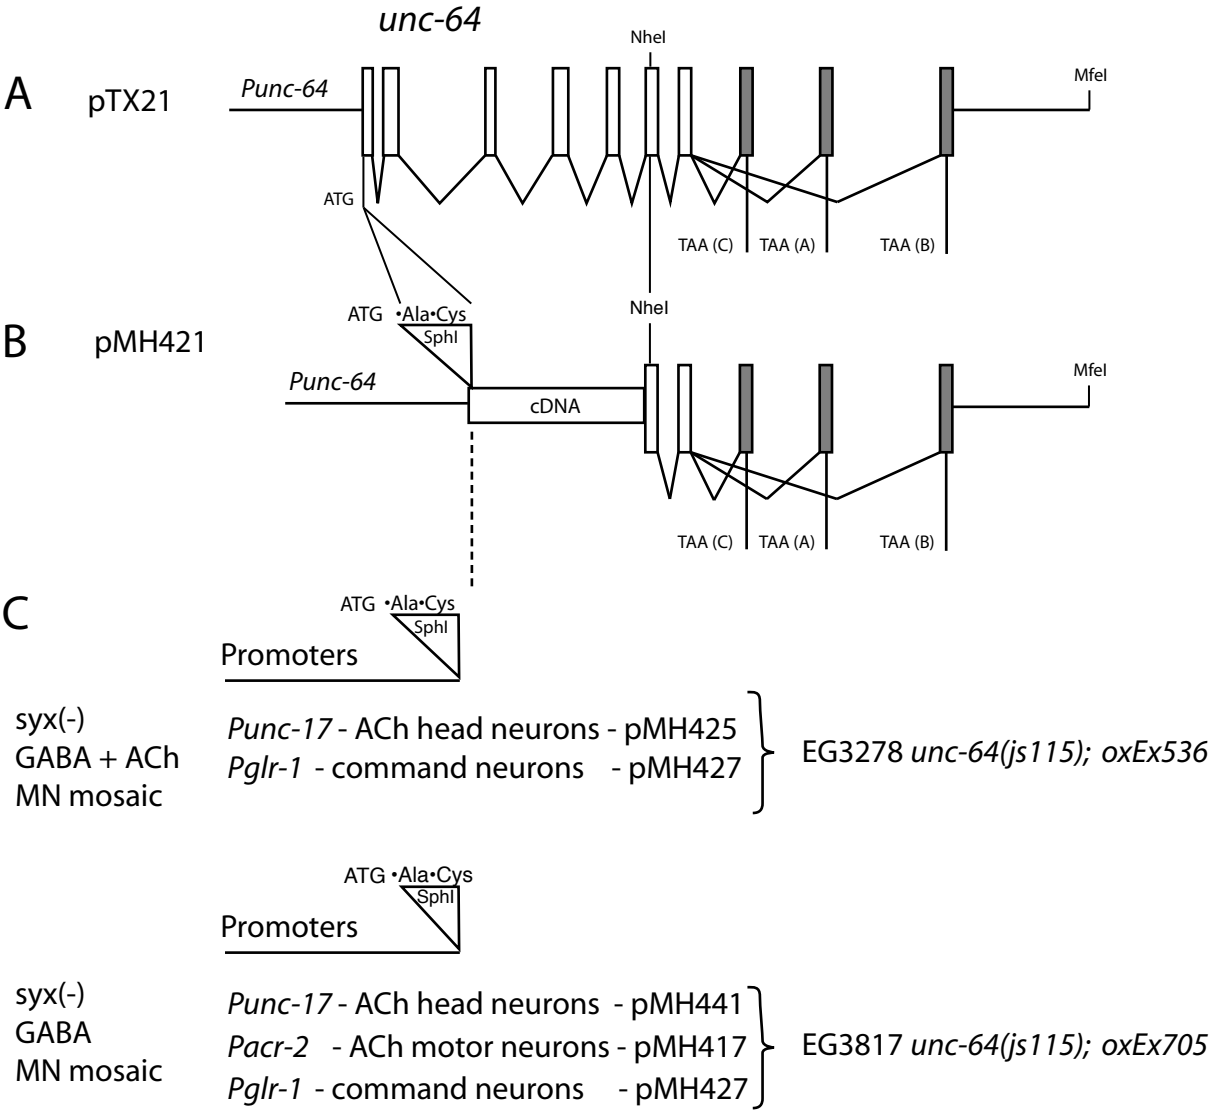 unc-64
NheI
A pTX21 Punc-64 MfeI
ATG
TAA (C) TAA (A) TAA (B)
ATG •Ala•Cys NheI
SphI
B pMH421
Punc-64 MfeI
cDNA
TAA (C) TAA (A) TAA (B)
C
ATG •Ala•Cys
SphI
Promoters
syx(-)
GABA + ACh
MN mosaic
Punc-17 - ACh head neurons - pMH425
Pglr-1 - command neurons - pMH427
EG3278 unc-64(js115); oxEx536
ATG •Ala•Cys
SphI
Promoters
syx(-)
GABA
MN mosaic
Punc-17 - ACh head neurons - pMH441
Pacr-2 - ACh motor neurons - pMH417
Pglr-1 - command neurons - pMH427
EG3817 unc-64(js115); oxEx705